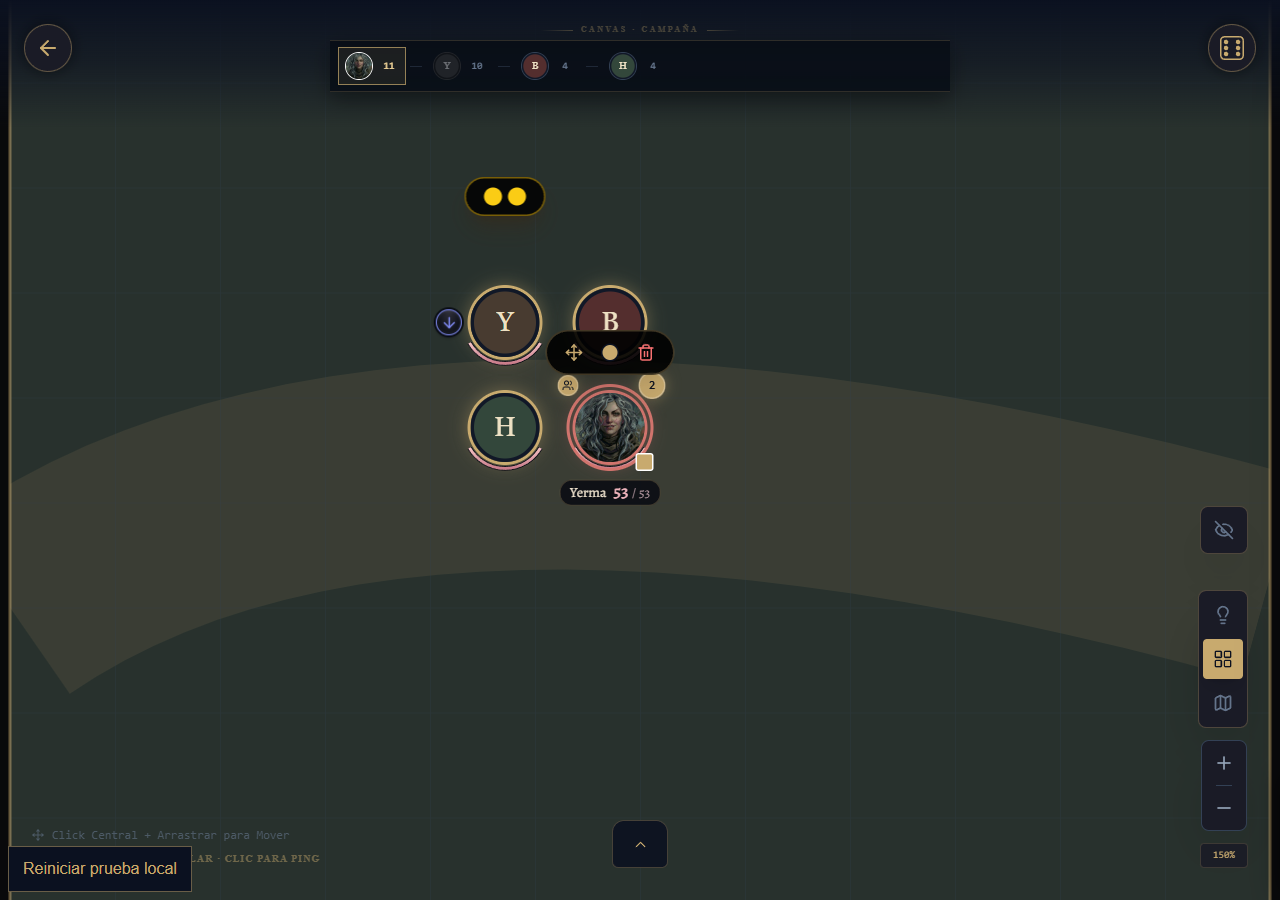 CANVAS · CAMPAÑA
11 Y 10 B 4 H 4
Y B
2
H
Yerma 53 / 53
Click Central + Arrastrar para Mover
LAR · CLIC PARA PING
Reiniciar prueba local
150%